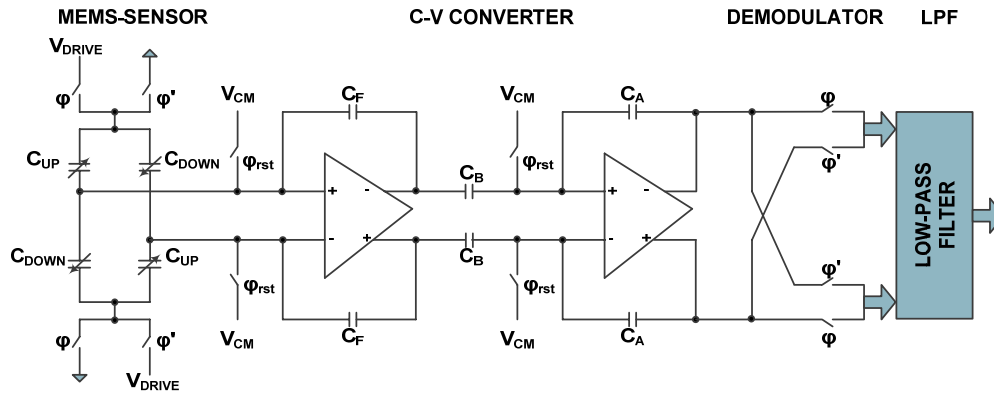 MEMS-SENSOR
C-V CONVERTER
DEMODULATOR
LPF
VDRIVE
φ
φ'
CUP
CDOWN
CDOWN
CUP
φ
φ'
VDRIVE
VCM
φrst
CF
+
-
-
+
φrst
VCM
CF
CB
CB
VCM
φrst
CA
+
-
-
+
φrst
VCM
CA
φ
φ'
φ'
φ
LOW-PASS
FILTER